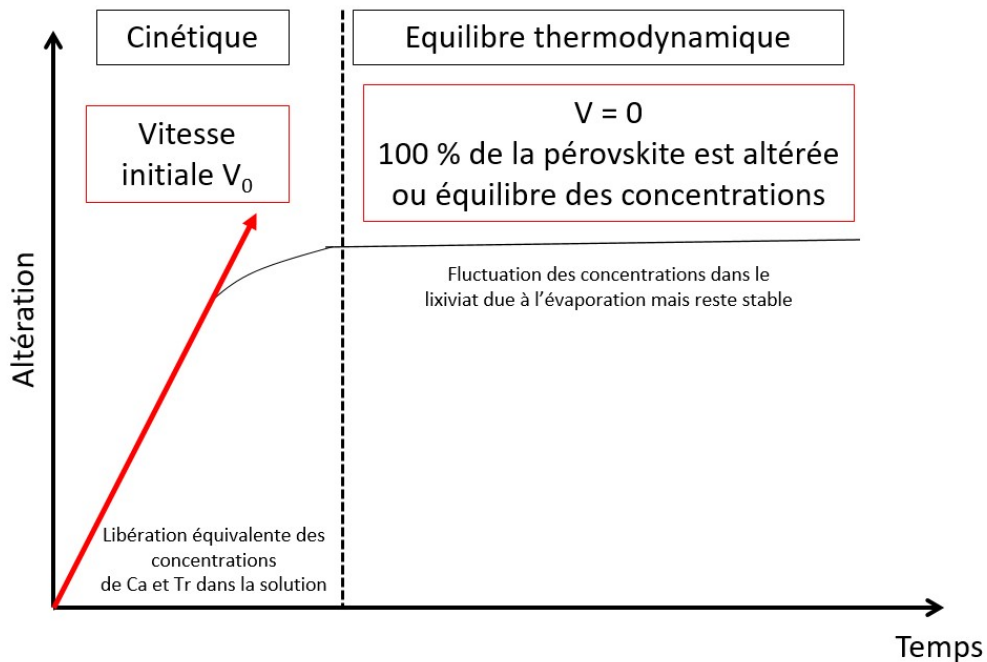 Cinétique
Equilibre thermodynamique
Vitesse
initiale V₀
V = 0
100 % de la pérovskite est altérée
ou équilibre des concentrations
Fluctuation des concentrations dans le
lixiviat due à l’évaporation mais reste stable
Altération
Libération équivalente des
concentrations
de Ca et Tr dans la solution
Temps